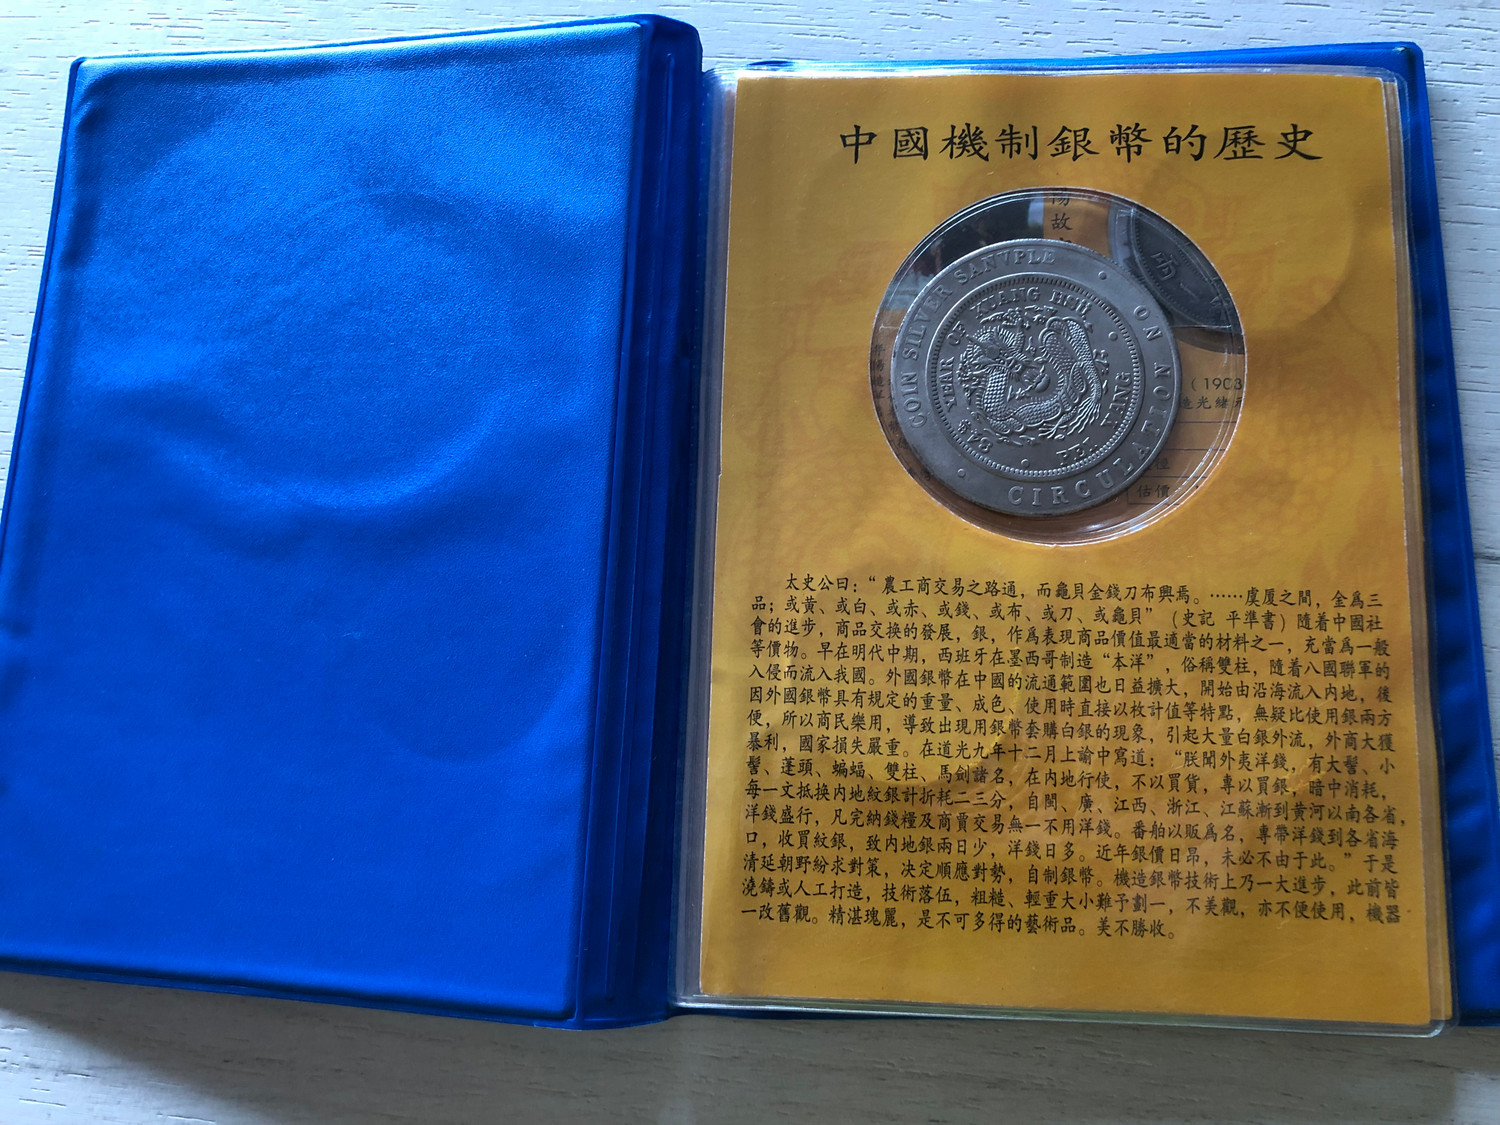 中國機制銀幣的歷史
故
兩
COIN SILVER SANVPLE
ON CIRCULATION
34TH YEAR OF KUANG HSÜ
PEI YANG
(1903
造光緒元
估價
太史公曰：“農工商交易之路通，而龜貝金錢刀布興焉。……虞厦之間，金爲三
品；或黄、或白、或赤、或錢、或布、或刀、或龜貝”（史記 平準書）隨着中國社
會的進步，商品交換的發展，銀，作爲表現商品價值最適當的材料之一，充當爲一般
等價物。早在明代中期，西班牙在墨西哥制造“本洋”，俗稱雙柱，隨着八國聯軍的
入侵而流入我國。外國銀幣在中國的流通範圍也日益擴大，開始由沿海流入内地，後
因外國銀幣具有規定的重量、成色、使用時直接以枚計值等特點，無疑比使用銀兩方
便，所以商民樂用，導致出現用銀幣套購白銀的現象，引起大量白銀外流，外商大獲
暴利，國家損失嚴重。在道光九年十二月上諭中寫道：“朕聞外夷洋錢，有大髻、小
髻、蓬頭、蝙蝠、雙柱、馬劍諸名，在内地行使，不以買貨，專以買銀，暗中消耗，
每一文抵换内地紋銀計折耗二三分，自閩、廣、江西、浙江、江蘇漸到黄河以南各省，
洋錢盛行，凡完納錢糧及商賈交易無一不用洋錢。番舶以販爲名，專帶洋錢到各省海
口，收買紋銀，致内地銀兩日少，洋錢日多。近年銀價日昂，未必不由于此。”于是
清延朝野紛求對策，决定順應對勢，自制銀幣。機造銀幣技術上乃一大進步，此前皆
澆鑄或人工打造，技術落伍，粗糙、輕重大小難予劃一，不美觀，亦不便使用，機器
一改舊觀。精湛瑰麗，是不可多得的藝術品。美不勝收。